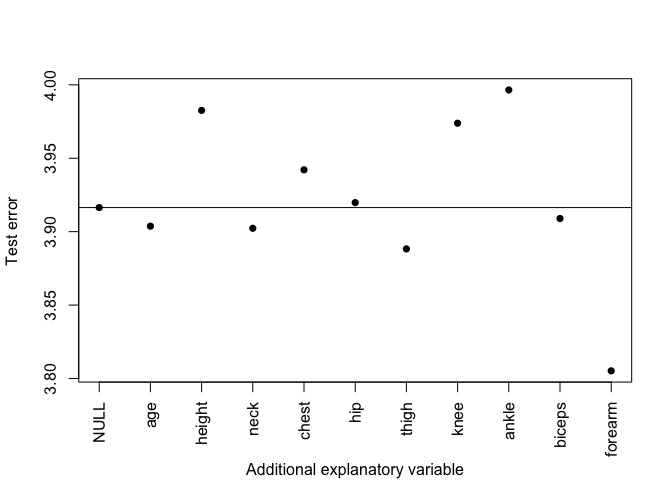 Test error
4.00
3.95
3.90
3.85
3.80
NULL
age
height
neck
chest
hip
thigh
knee
ankle
biceps
forearm
Additional explanatory variable